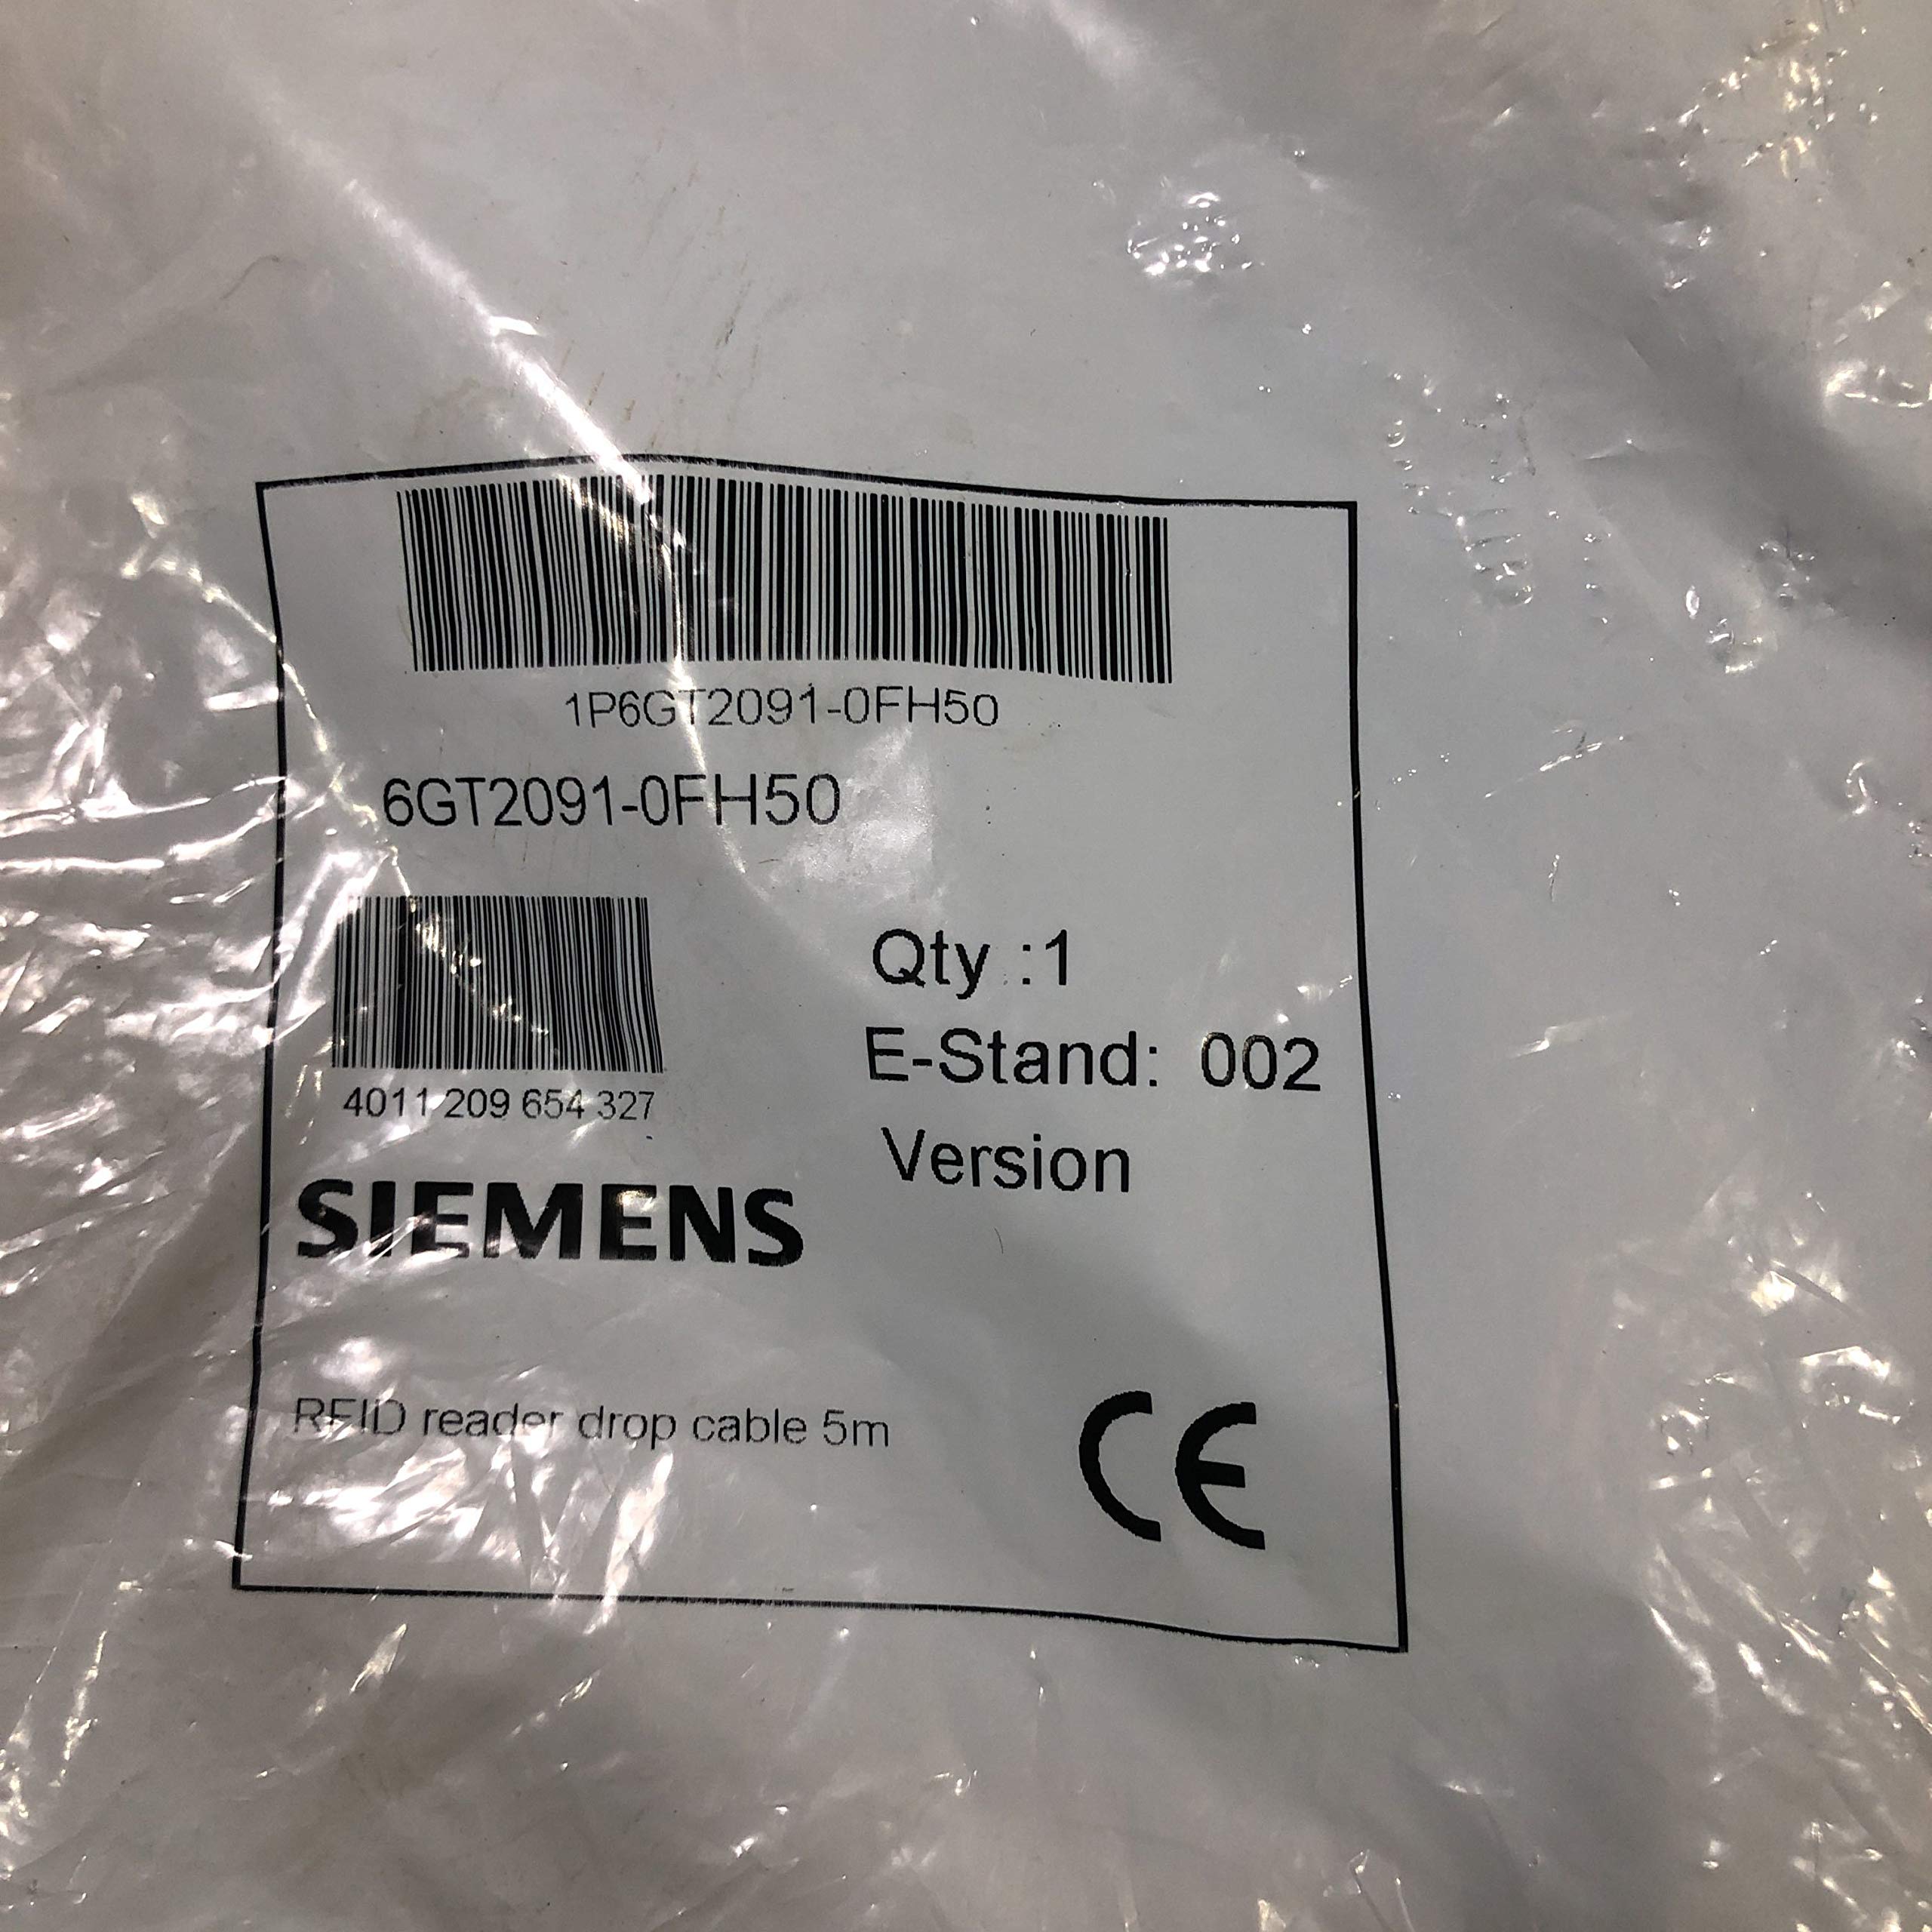 1P6GT2091-0FH50
6GT2091-0FH50
Qty :1
4011 209 654 327
E-Stand: 002
Version
SIEMENS
RFID reader drop cable 5m
CE